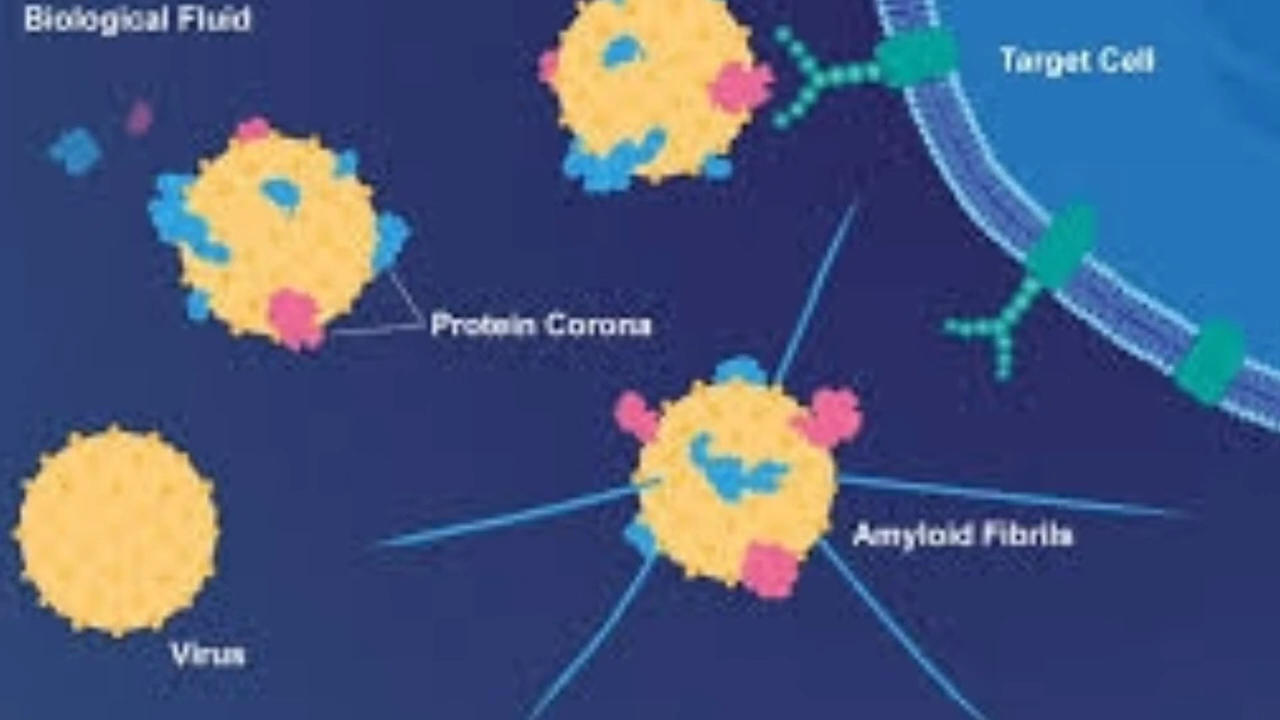 Biological Fluid
Target Cell
Protein Corona
Amyloid Fibrils
Virus